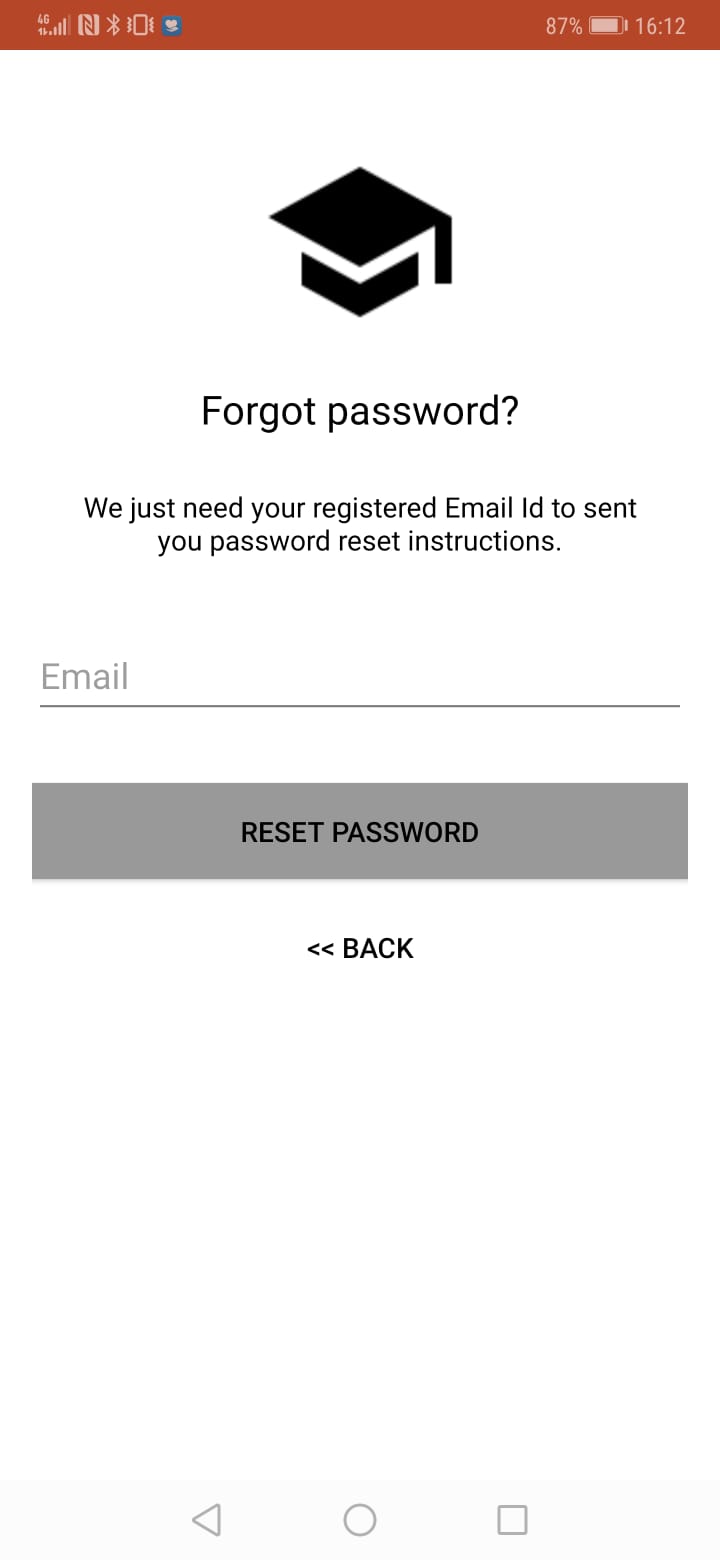 4G
87% 16:12
Forgot password?
We just need your registered Email Id to sent
you password reset instructions.
Email
RESET PASSWORD
<< BACK